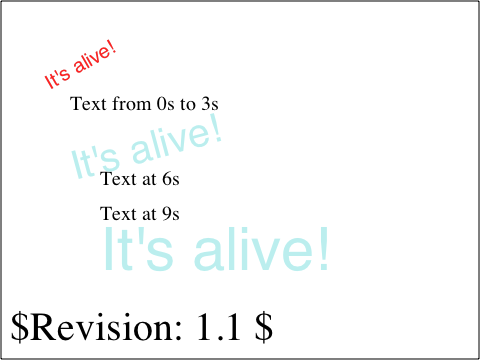 It's alive!
Text from 0s to 3s
It's alive!
Text at 6s
Text at 9s
It's alive!
$Revision: 1.1 $